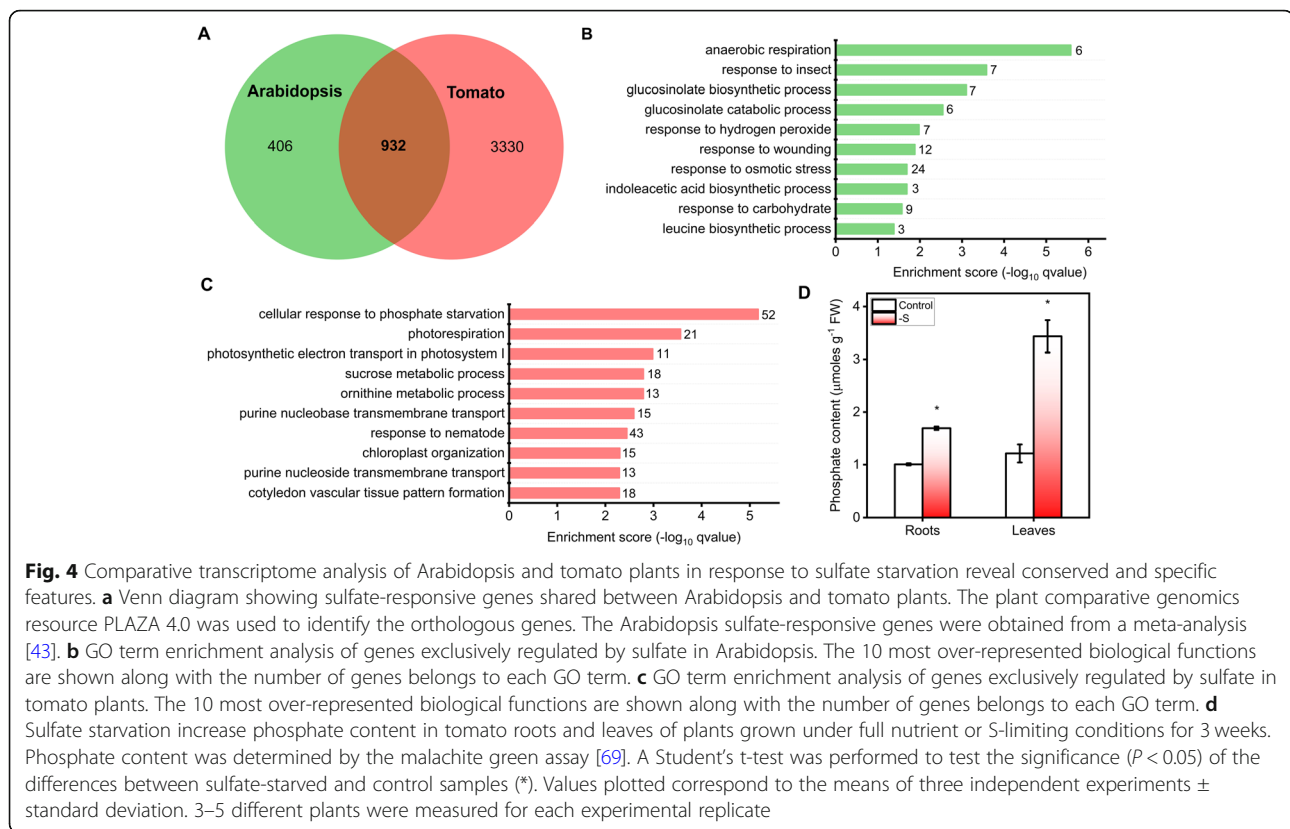 A
Arabidopsis
Tomato
406
932
3330
B
anaerobic respiration 6
response to insect 7
glucosinolate biosynthetic process 7
glucosinolate catabolic process 6
response to hydrogen peroxide 7
response to wounding 12
response to osmotic stress 24
indoleacetic acid biosynthetic process 3
response to carbohydrate 9
leucine biosynthetic process 3
0 1 2 3 4 5 6
Enrichment score (-log10 qvalue)
C
cellular response to phosphate starvation 52
photorespiration 21
photosynthetic electron transport in photosystem I 11
sucrose metabolic process 18
ornithine metabolic process 13
purine nucleobase transmembrane transport 15
response to nematode 43
chloroplast organization 15
purine nucleoside transmembrane transport 13
cotyledon vascular tissue pattern formation 18
0 1 2 3 4 5
Enrichment score (-log10 qvalue)
D
Control
-S
*
*
4
3
2
1
0
Phosphate content (µmoles g-1 FW)
Roots Leaves
Fig. 4 Comparative transcriptome analysis of Arabidopsis and tomato plants in response to sulfate starvation reveal conserved and specific
features. a Venn diagram showing sulfate-responsive genes shared between Arabidopsis and tomato plants. The plant comparative genomics
resource PLAZA 4.0 was used to identify the orthologous genes. The Arabidopsis sulfate-responsive genes were obtained from a meta-analysis
[43]. b GO term enrichment analysis of genes exclusively regulated by sulfate in Arabidopsis. The 10 most over-represented biological functions
are shown along with the number of genes belongs to each GO term. c GO term enrichment analysis of genes exclusively regulated by sulfate in
tomato plants. The 10 most over-represented biological functions are shown along with the number of genes belongs to each GO term. d
Sulfate starvation increase phosphate content in tomato roots and leaves of plants grown under full nutrient or S-limiting conditions for 3 weeks.
Phosphate content was determined by the malachite green assay [69]. A Student's t-test was performed to test the significance (P < 0.05) of the
differences between sulfate-starved and control samples (*). Values plotted correspond to the means of three independent experiments ±
standard deviation. 3–5 different plants were measured for each experimental replicate